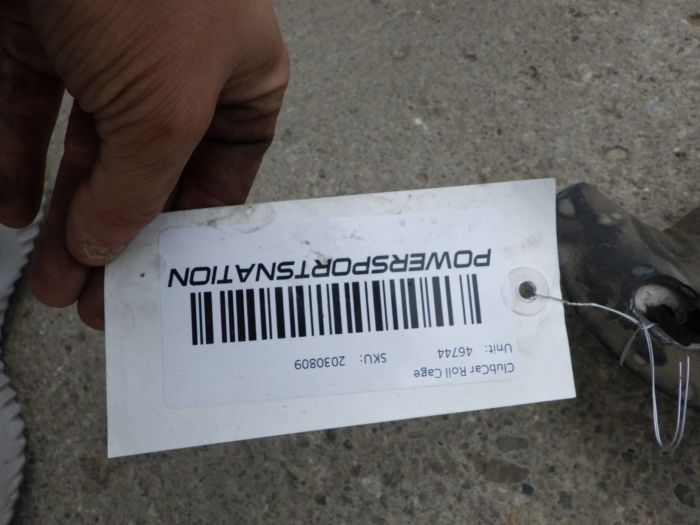 ClubCar Roll Cage
Unit: 46744 SKU: 2030809
POWERSPORTSNATION